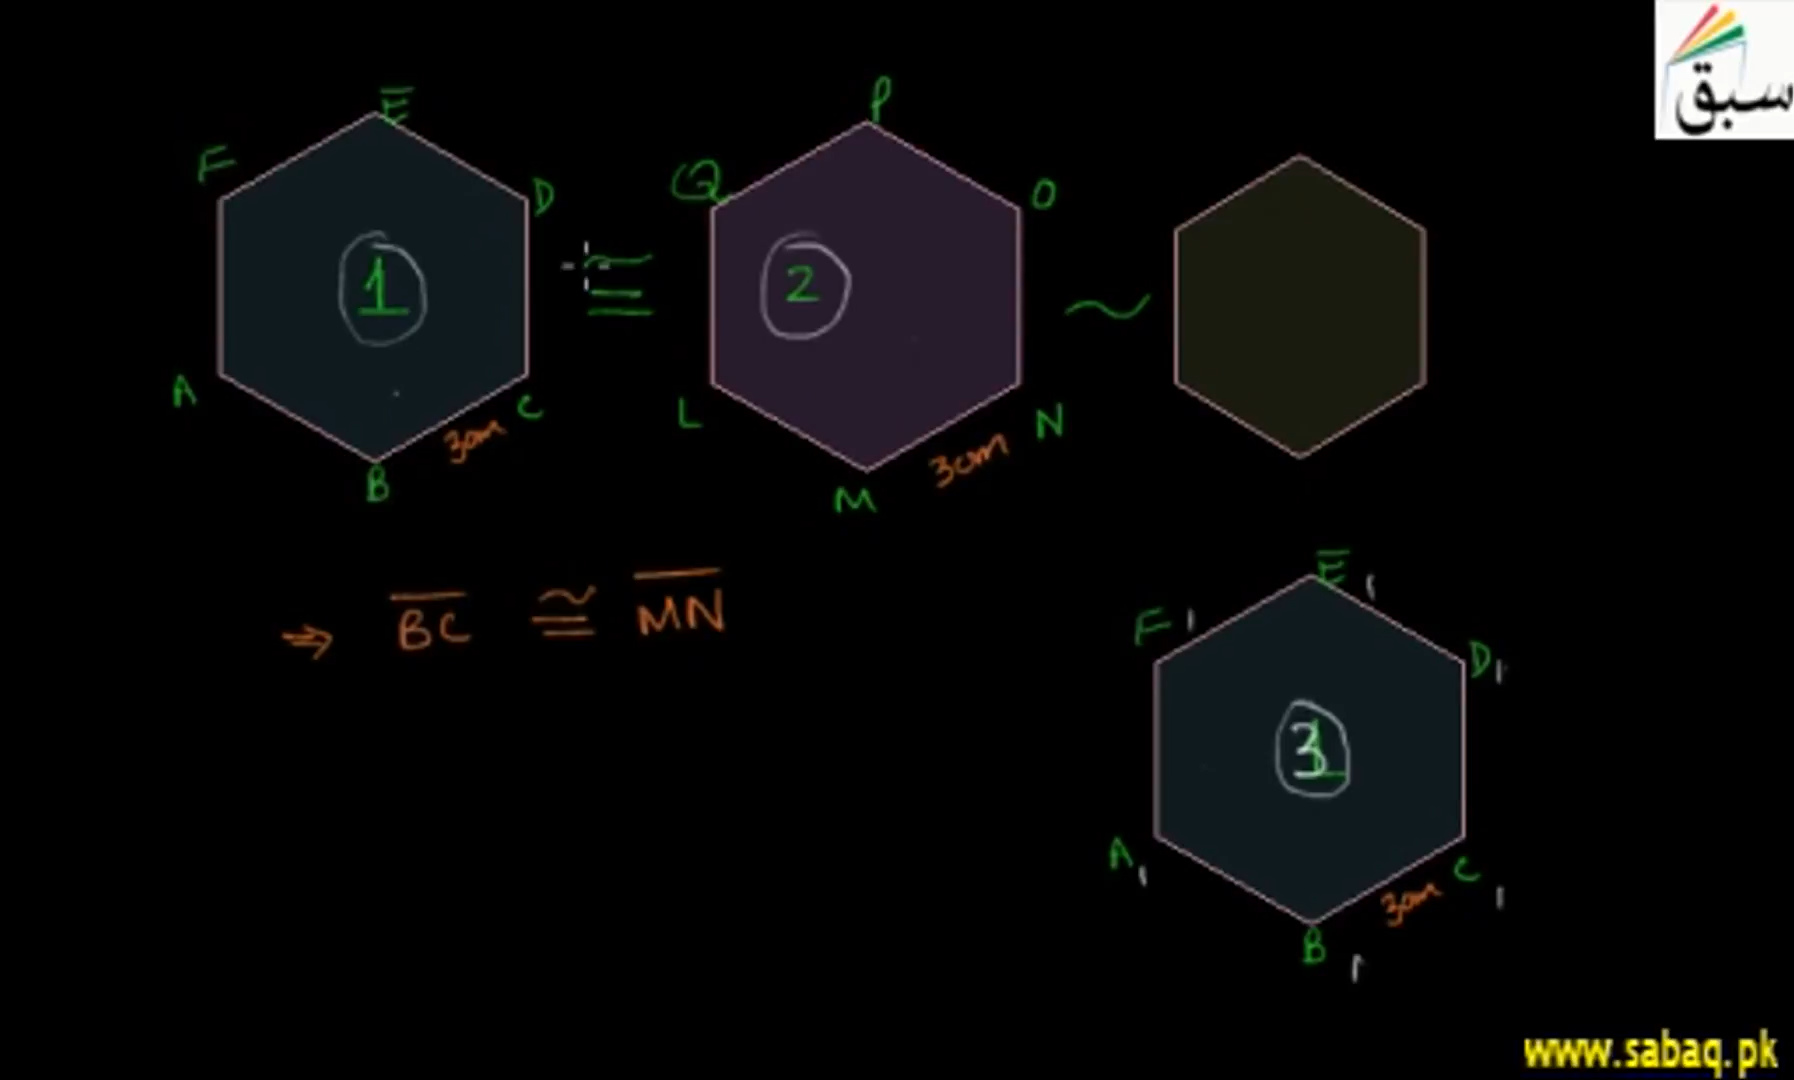 سبق
E
F
D
1
A
C
3cm
B
≅
P
Q
O
2
L
N
3cm
M
~
⇒ BC ≅ MN
E1
F1
D1
3
A1
C1
3cm
B1
www.sabaq.pk